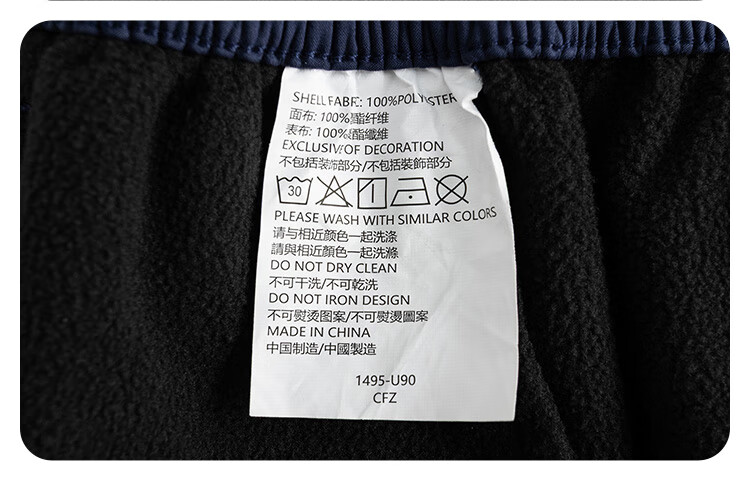 SHELL FABRIC: 100%POLYESTER
面布: 100%聚酯纤维
表布: 100%聚酯纖維
EXCLUSIVE OF DECORATION
不包括装饰部分/不包括裝飾部分
30
PLEASE WASH WITH SIMILAR COLORS
请与相近颜色一起洗涤
請與相近顏色一起洗滌
DO NOT DRY CLEAN
不可干洗/不可乾洗
DO NOT IRON DESIGN
不可熨烫图案/不可熨燙圖案
MADE IN CHINA
中国制造/中國製造
1495-U90
CFZ